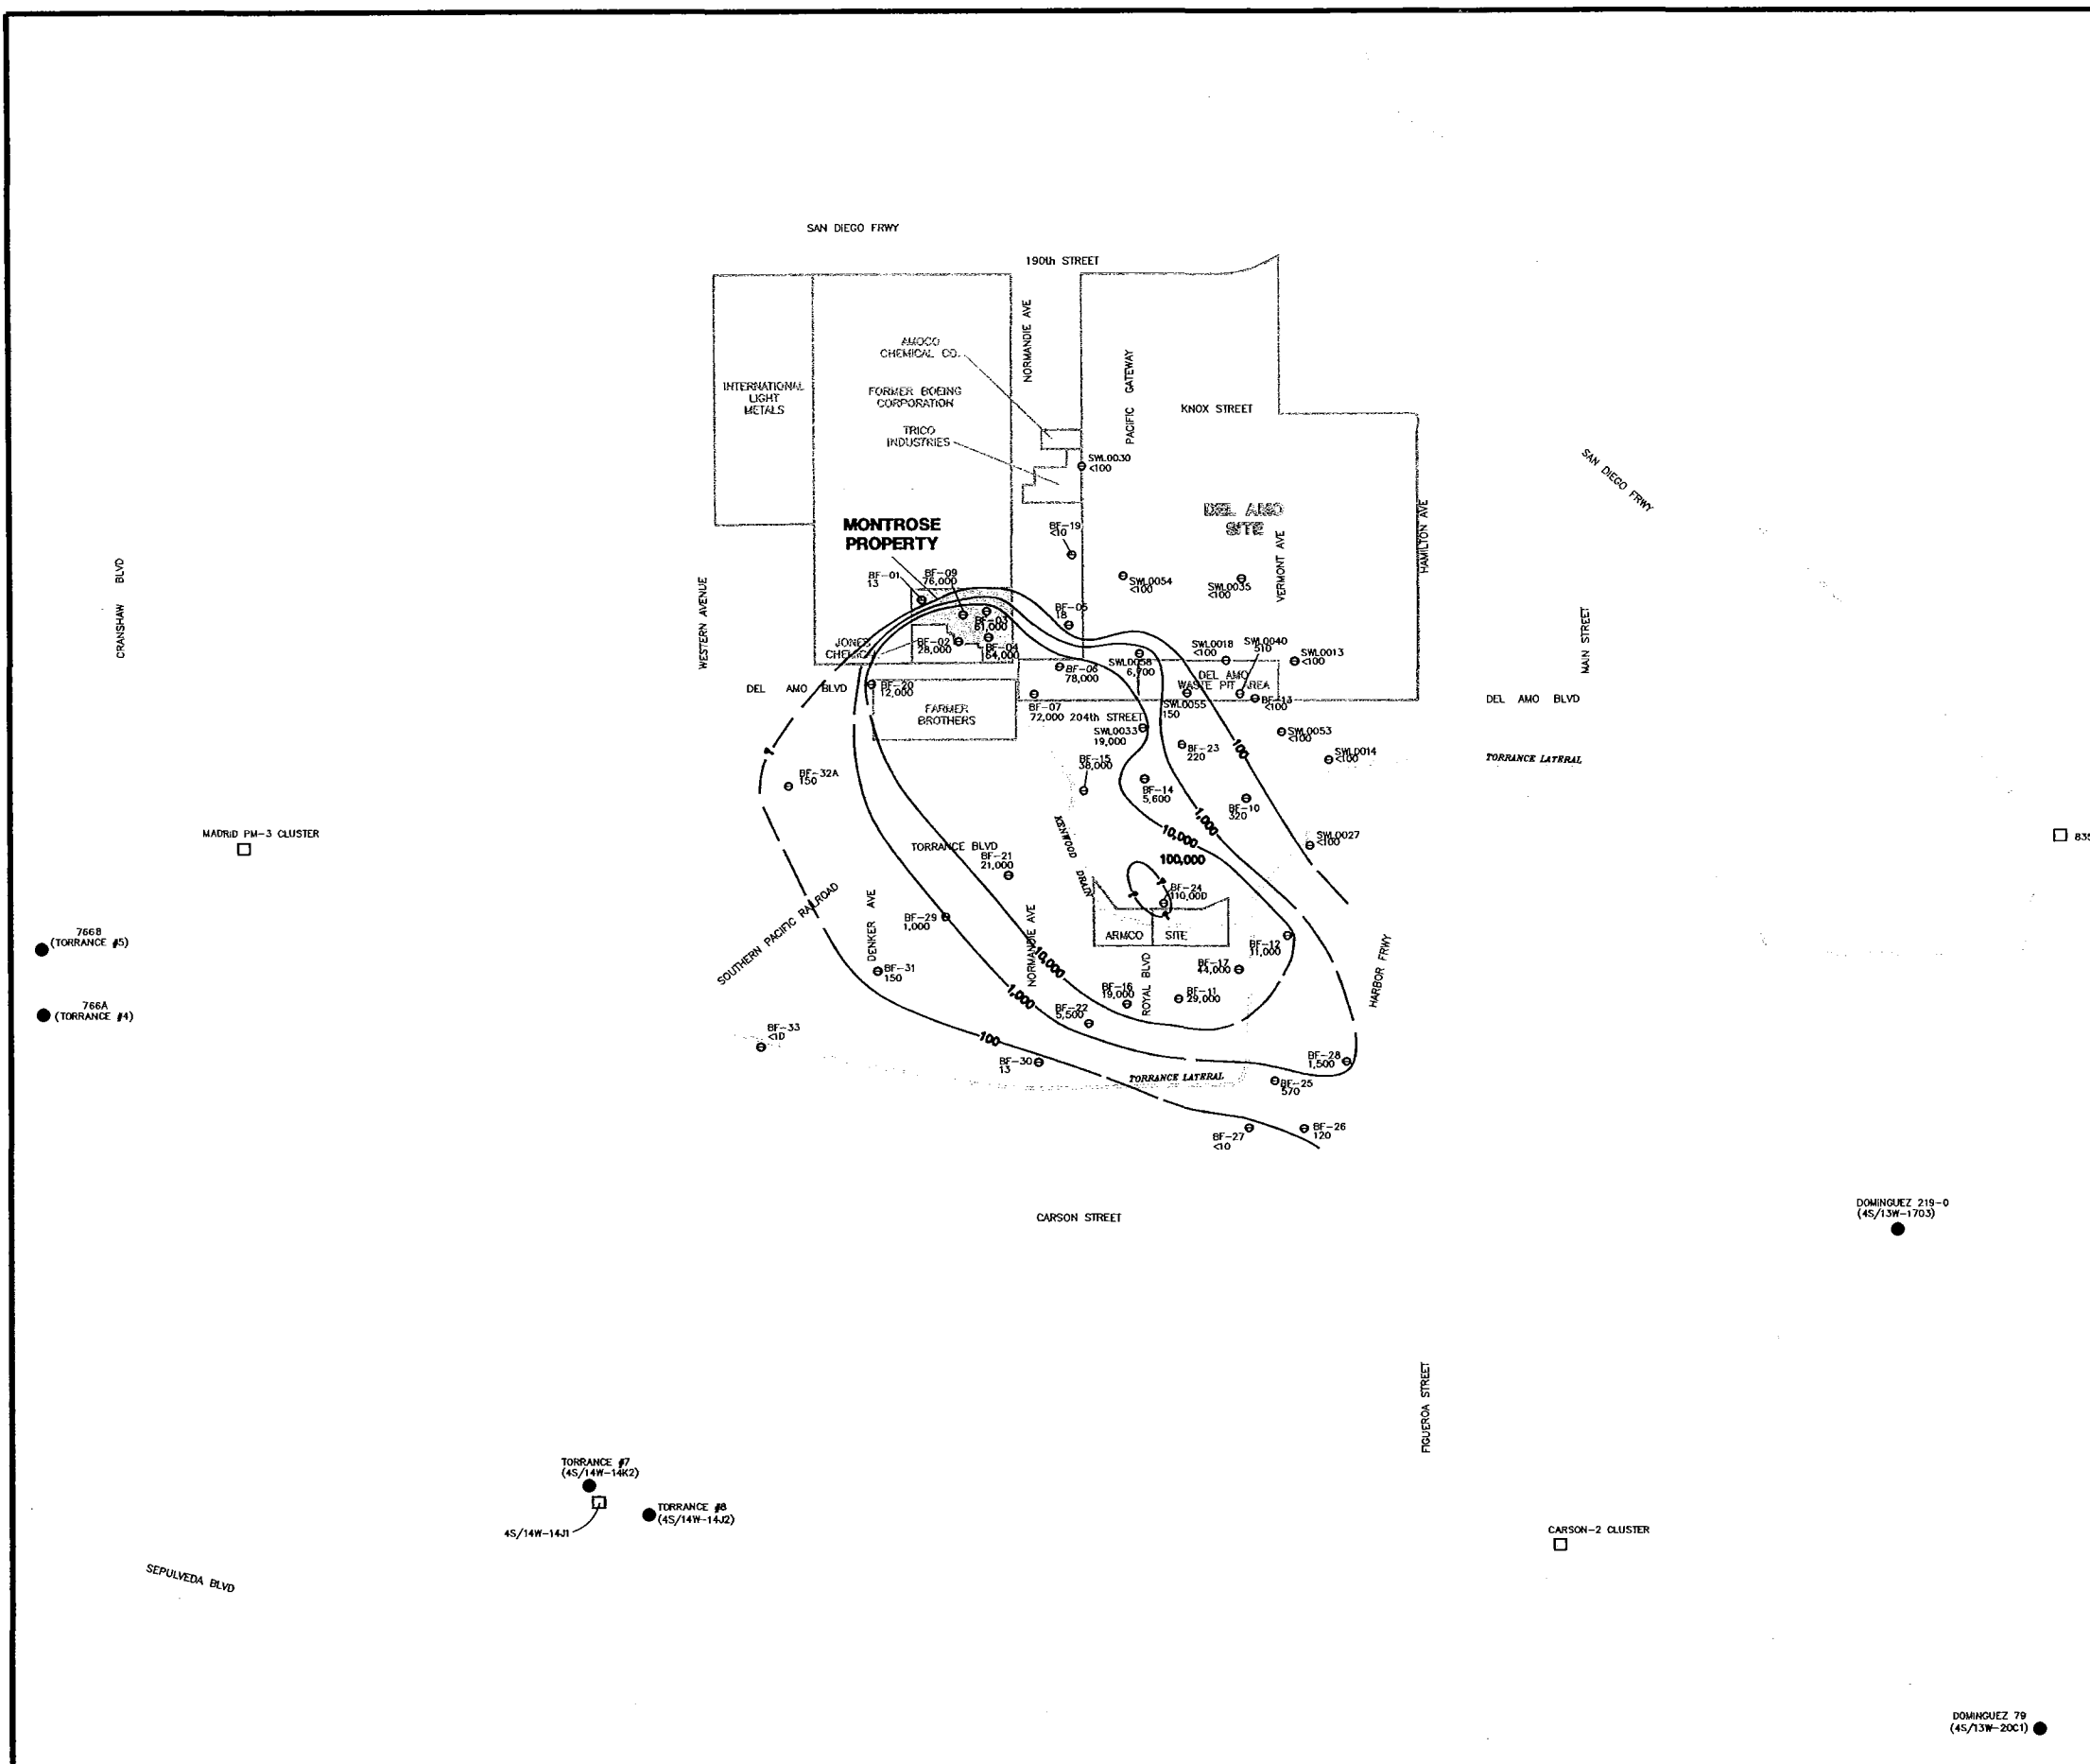 SAN DIEGO FRWY
190th STREET
NORMANDIE AVE
PACIFIC GATEWAY
AMOCO
CHEMICAL CO.
INTERNATIONAL
LIGHT
METALS
FORMER BOEING
CORPORATION
KNOX STREET
TRICO
INDUSTRIES
SWL0030
<100
SAN DIEGO FRWY
DEL AMO
SITE
MONTROSE
PROPERTY
BF-19
<10
VERMONT AVE
HAMILTON AVE
CRANSHAW BLVD
WESTERN AVENUE
BF-01
13
BF-09
76,000
SWL0054
<100
SWL0035
<100
BF-05
18
BF-03
61,000
MAIN STREET
JONES
CHEMICAL
BF-02
28,000
BF-04
64,000
SWL0018
<100
SWL0040
510
SWL0013
<100
BF-06
78,000
SWL0058
6,700
DEL AMO
WASTE PIT AREA
DEL AMO BLVD
BF-20
12,000
FARMER
BROTHERS
BF-07
72,000
204th STREET
SWL0055
150
BF-13
<100
DEL AMO BLVD
SWL0033
19,000
SWL0053
<100
BF-23
220
100
SWL0014
<100
TORRANCE LATERAL
BF-15
38,000
BF-32A
150
BF-14
5,600
BF-10
320
1,000
KENWOOD DRAIN
10,000
SWL0027
<100
MADRID PM-3 CLUSTER
835
TORRANCE BLVD
BF-21
21,000
100,000
BF-24
110,000
SOUTHERN PACIFIC RAILROAD
DENKER AVE
BF-29
1,000
NORMANDIE AVE
ARMCO SITE
BF-12
11,000
766B
(TORRANCE #5)
10,000
BF-31
150
ROYAL BLVD
BF-17
44,000
HARBOR FRWY
1,000
BF-16
19,000
BF-11
29,000
766A
(TORRANCE #4)
BF-22
5,500
BF-33
<10
100
BF-30
13
BF-28
1,500
TORRANCE LATERAL
BF-25
570
BF-27
<10
BF-26
120
CARSON STREET
DOMINGUEZ 219-0
(4S/13W-1703)
FIGUEROA STREET
TORRANCE #7
(4S/14W-14K2)
TORRANCE #8
(4S/14W-14J2)
4S/14W-14J1
CARSON-2 CLUSTER
SEPULVEDA BLVD
DOMINGUEZ 79
(4S/13W-20C1)